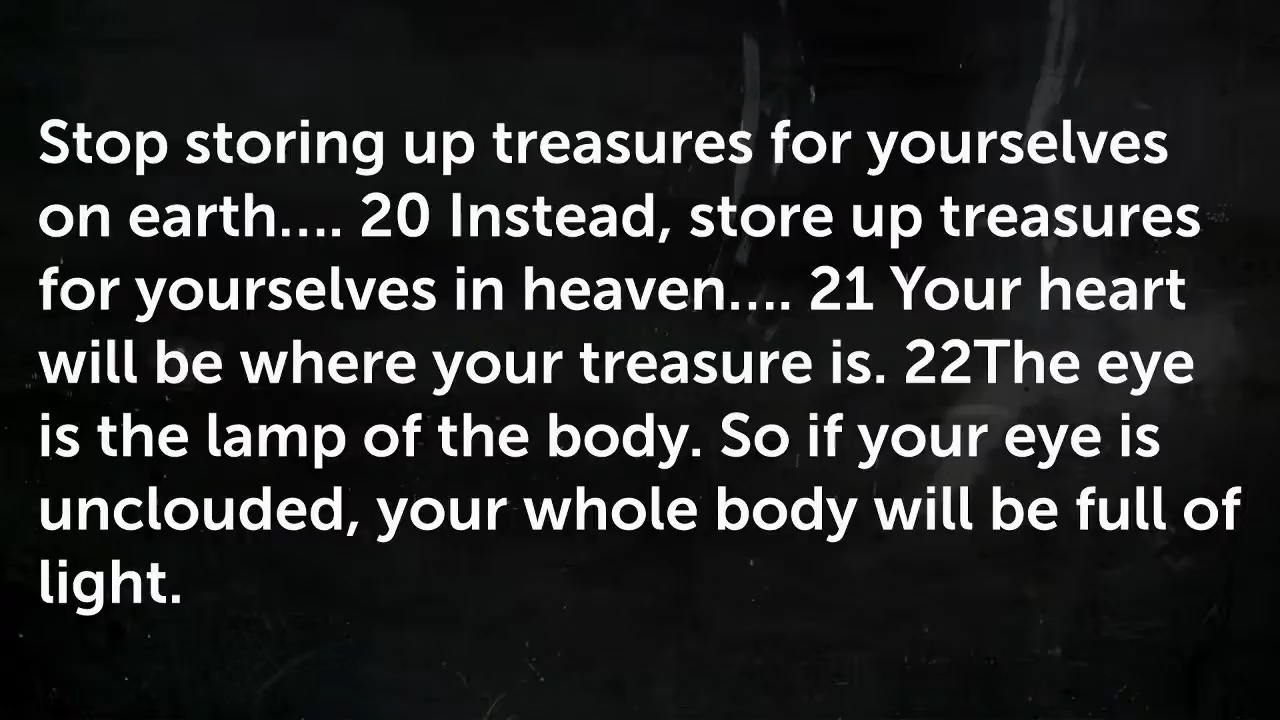 Stop storing up treasures for yourselves
on earth…. 20 Instead, store up treasures
for yourselves in heaven…. 21 Your heart
will be where your treasure is. 22The eye
is the lamp of the body. So if your eye is
unclouded, your whole body will be full of
light.